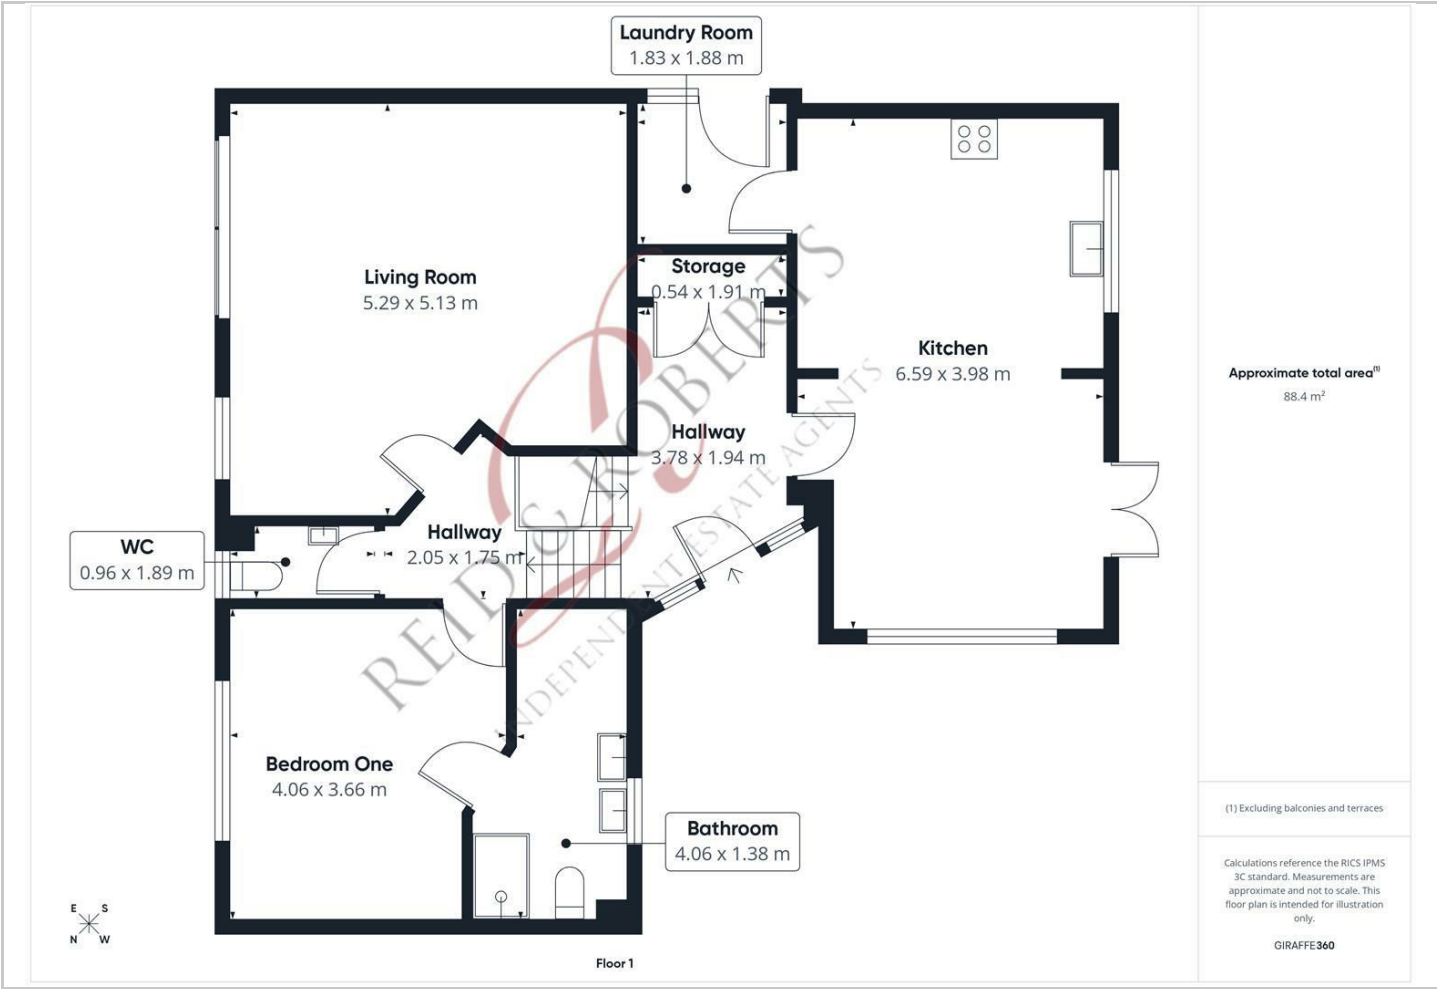 Laundry Room
1.83 x 1.88 m
Living Room
5.29 x 5.13 m
Storage
0.54 x 1.91 m
Kitchen
6.59 x 3.98 m
Hallway
3.78 x 1.94 m
WC
0.96 x 1.89 m
Hallway
2.05 x 1.75 m
Bedroom One
4.06 x 3.66 m
Bathroom
4.06 x 1.38 m
REID & ROBERTS
INDEPENDENT ESTATE AGENTS
E S
N W
Floor 1
Approximate total area(1)
88.4 m²
(1) Excluding balconies and terraces
Calculations reference the RICS IPMS
3C standard. Measurements are
approximate and not to scale. This
floor plan is intended for illustration
only.
GIRAFFE360